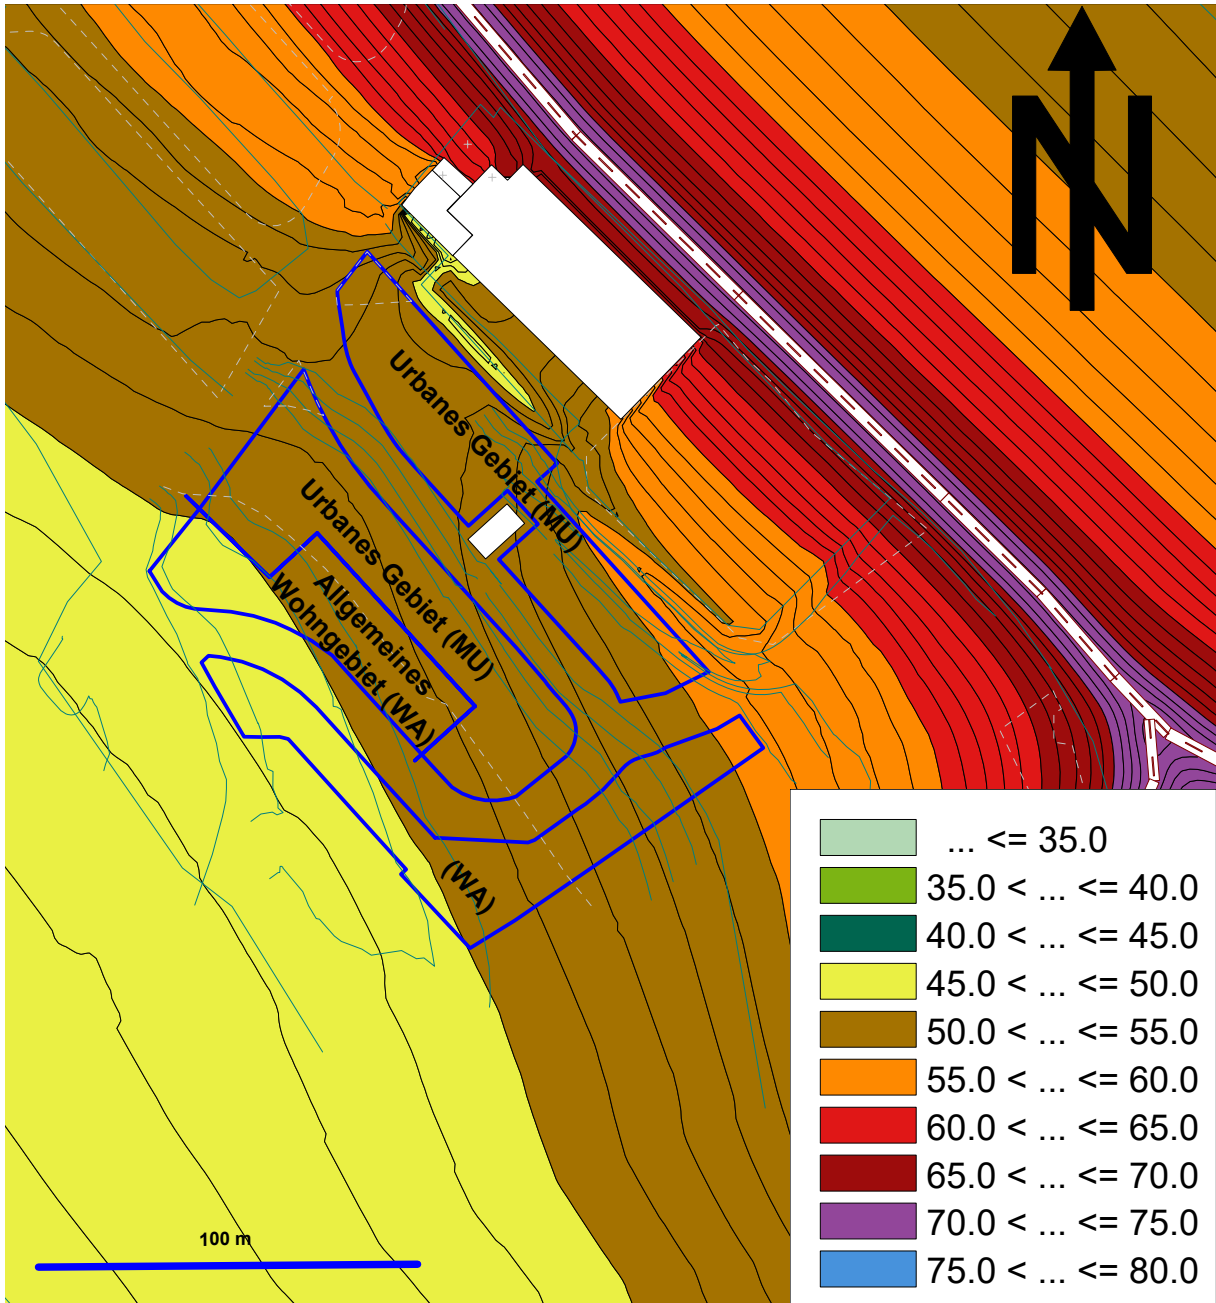 N
Urbanes Gebiet (MU)
Urbanes Gebiet (MU)
Allgemeines
Wohngebiet (WA)
(WA)
... <= 35.0
35.0 < ... <= 40.0
40.0 < ... <= 45.0
45.0 < ... <= 50.0
50.0 < ... <= 55.0
55.0 < ... <= 60.0
60.0 < ... <= 65.0
65.0 < ... <= 70.0
70.0 < ... <= 75.0
75.0 < ... <= 80.0
100 m